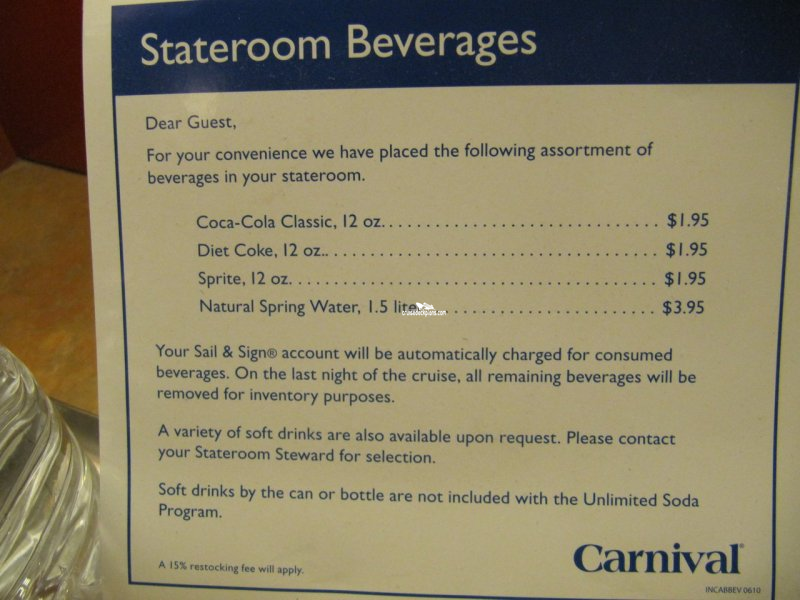 Stateroom Beverages
Dear Guest,
For your convenience we have placed the following assortment of
beverages in your stateroom.
Coca-Cola Classic, 12 oz. . . . . . . . . . . . . . . . . . . . . . . . . . . . . . $1.95
Diet Coke, 12 oz.. . . . . . . . . . . . . . . . . . . . . . . . . . . . . . . . . . . . $1.95
Sprite, 12 oz. . . . . . . . . . . . . . . . . . . . . . . . . . . . . . . . . . . . . . . $1.95
Natural Spring Water, 1.5 lite . . . . . . . . . . . . . . . . . . . . . . . $3.95
cruisedeckplans.com
Your Sail & Sign® account will be automatically charged for consumed
beverages. On the last night of the cruise, all remaining beverages will be
removed for inventory purposes.
A variety of soft drinks are also available upon request. Please contact
your Stateroom Steward for selection.
Soft drinks by the can or bottle are not included with the Unlimited Soda
Program.
A 15% restocking fee will apply.
Carnival®
INCABBEV 0610